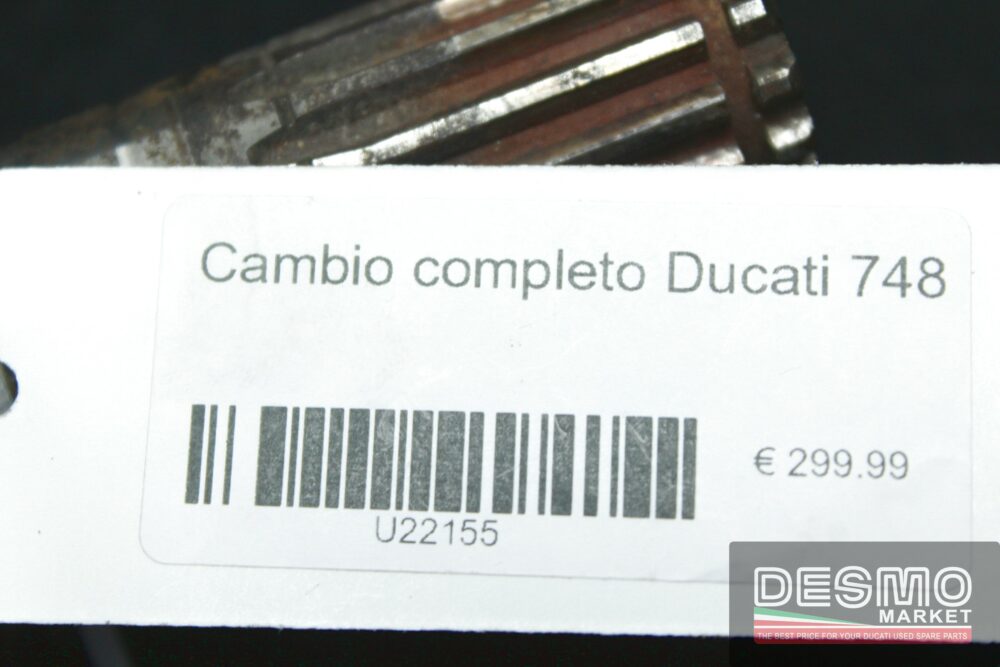 Cambio completo Ducati 748
€ 299.99
U22155
DESMO
MARKET
THE BEST PRICE FOR YOUR DUCATI USED SPARE PARTS